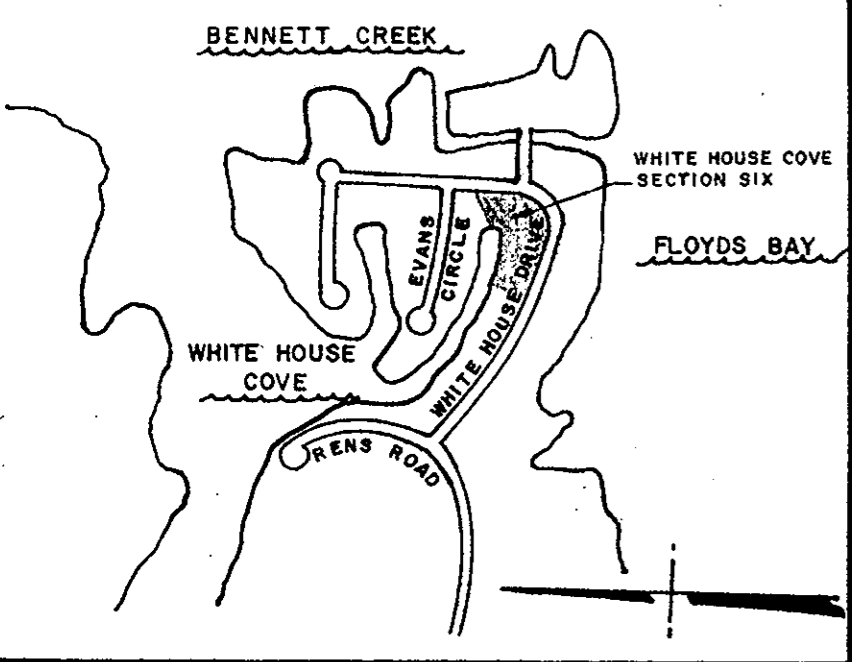 BENNETT CREEK
WHITE HOUSE COVE
SECTION SIX
FLOYDS BAY
EVANS
CIRCLE
WHITE HOUSE DRIVE
WHITE HOUSE
COVE
RENS ROAD